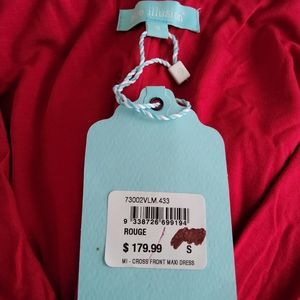 73002VLM.433
9 338726 699194
ROUGE
$ 179.99
S
MI - CROSS FRONT MAXI DRESS